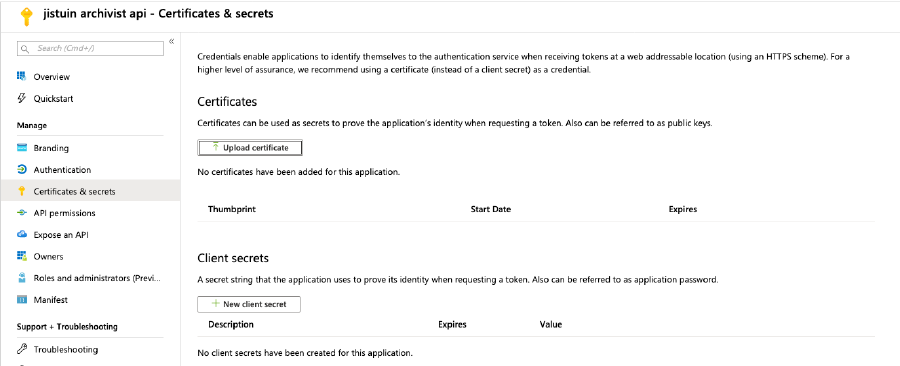 jistuin archivist api - Certificates & secrets
Search (Cmd+/)
«
Overview
Quickstart
Manage
Branding
Authentication
Certificates & secrets
API permissions
Expose an API
Owners
Roles and administrators (Previ...
Manifest
Support + Troubleshooting
Troubleshooting
Credentials enable applications to identify themselves to the authentication service when receiving tokens at a web addressable location (using an HTTPS scheme). For a
higher level of assurance, we recommend using a certificate (instead of a client secret) as a credential.
Certificates
Certificates can be used as secrets to prove the application's identity when requesting a token. Also can be referred to as public keys.
Upload certificate
No certificates have been added for this application.
Thumbprint Start Date Expires
Client secrets
A secret string that the application uses to prove its identity when requesting a token. Also can be referred to as application password.
New client secret
Description Expires Value
No client secrets have been created for this application.